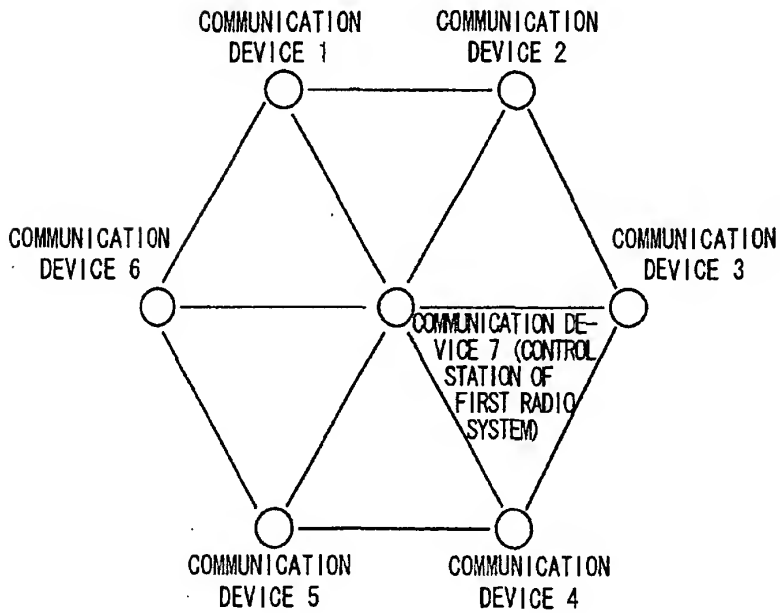 COMMUNICATION
DEVICE 1
COMMUNICATION
DEVICE 2
COMMUNICATION
DEVICE 6
COMMUNICATION
DEVICE 3
COMMUNICATION DE-
VICE 7 (CONTROL
STATION OF
FIRST RADIO
SYSTEM)
COMMUNICATION
DEVICE 5
COMMUNICATION
DEVICE 4